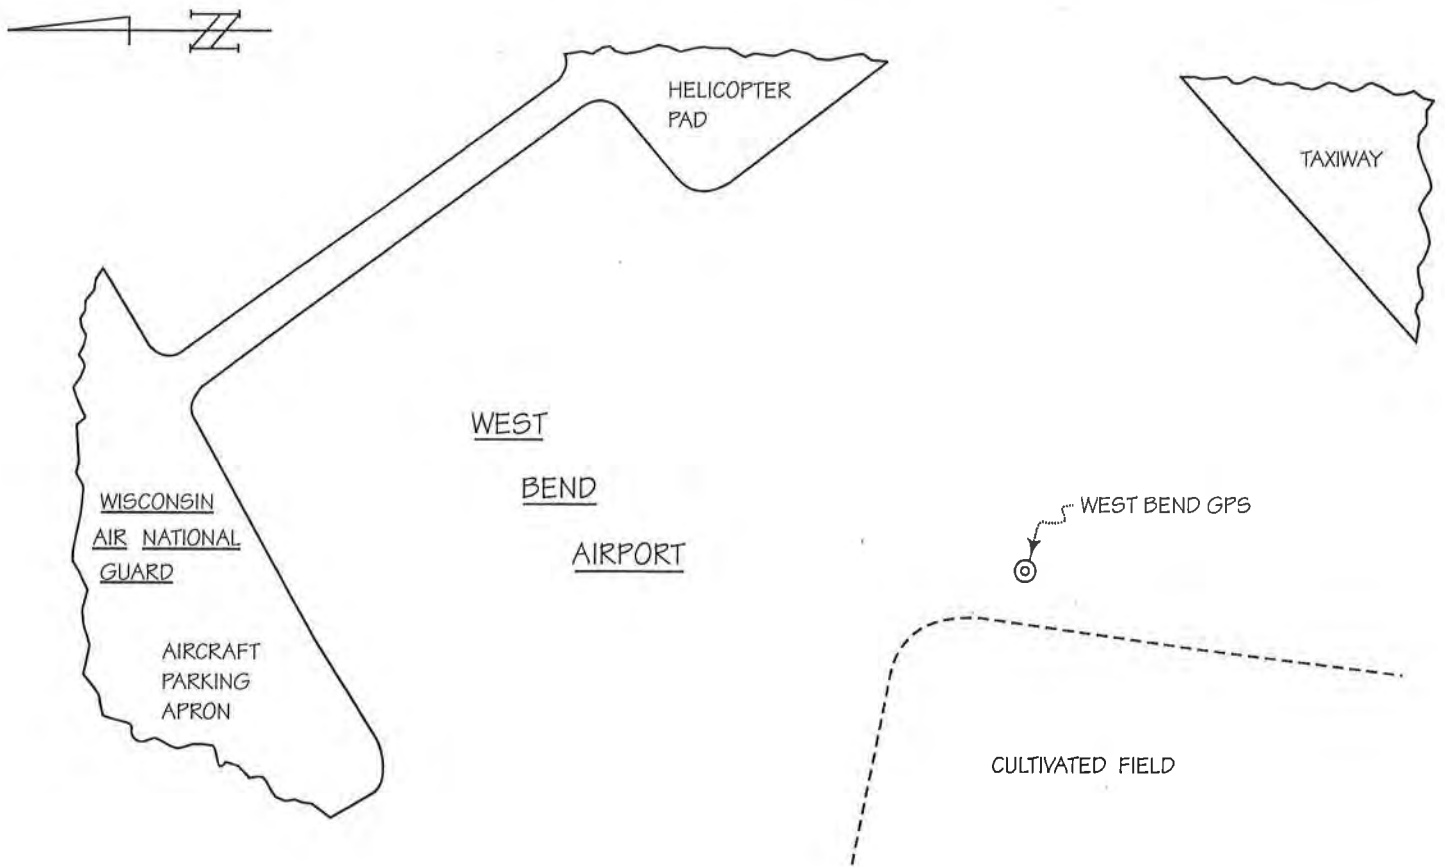 N
HELICOPTER
PAD
TAXIWAY
WEST
BEND
AIRPORT
WISCONSIN
AIR NATIONAL
GUARD
WEST BEND GPS
AIRCRAFT
PARKING
APRON
CULTIVATED FIELD